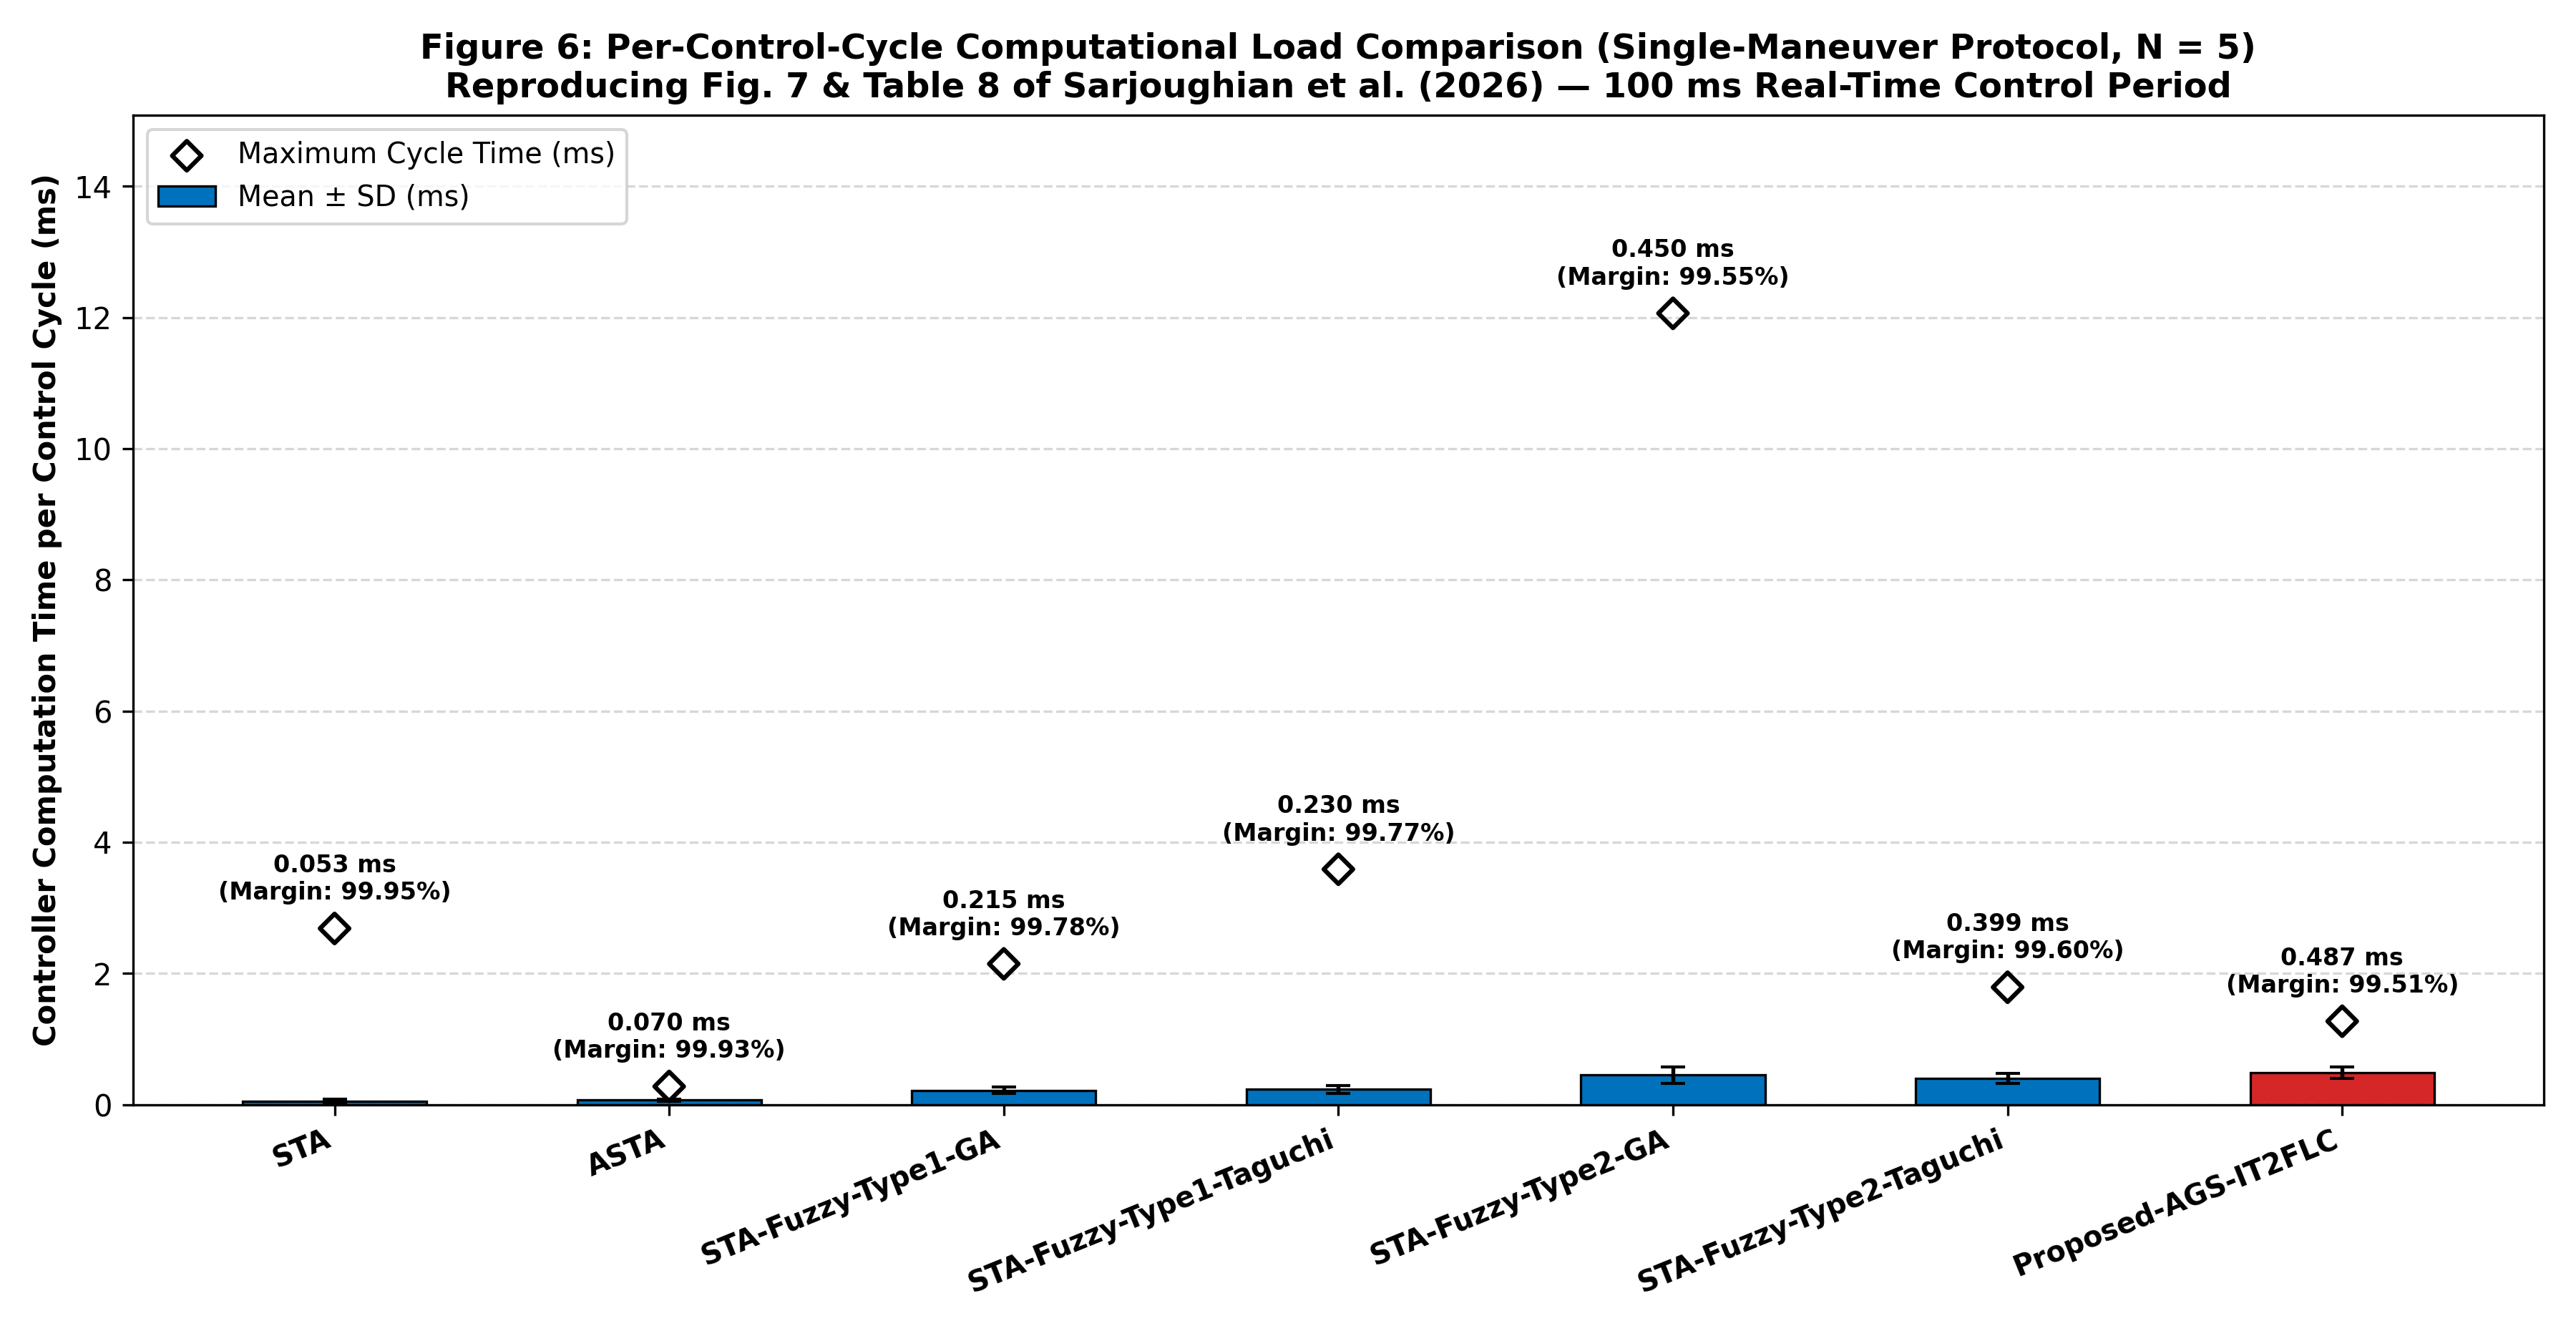 Figure 6: Per-Control-Cycle Computational Load Comparison (Single-Maneuver Protocol, N = 5)
Reproducing Fig. 7 & Table 8 of Sarjoughian et al. (2026) — 100 ms Real-Time Control Period
Controller Computation Time per Control Cycle (ms)
Maximum Cycle Time (ms)
Mean ± SD (ms)
14
12
10
8
6
4
2
0
0.053 ms
(Margin: 99.95%)
0.070 ms
(Margin: 99.93%)
0.215 ms
(Margin: 99.78%)
0.230 ms
(Margin: 99.77%)
0.450 ms
(Margin: 99.55%)
0.399 ms
(Margin: 99.60%)
0.487 ms
(Margin: 99.51%)
STA
ASTA
STA-Fuzzy-Type1-GA
STA-Fuzzy-Type1-Taguchi
STA-Fuzzy-Type2-GA
STA-Fuzzy-Type2-Taguchi
Proposed-AGS-IT2FLC